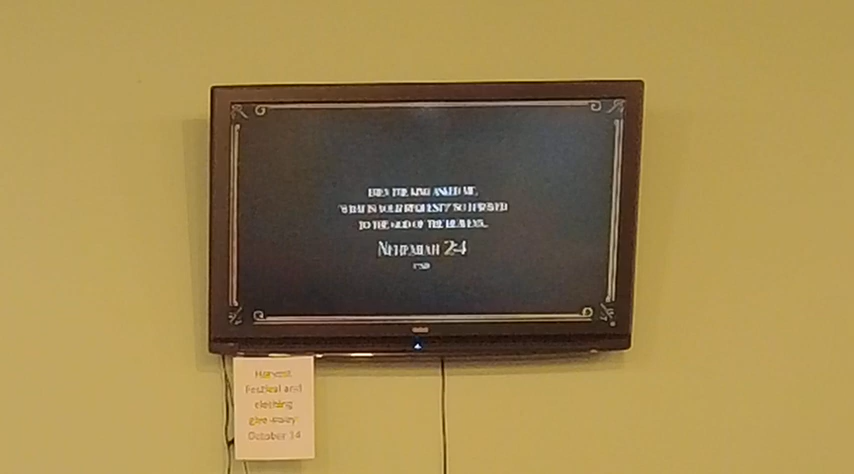 THEN THE KING ASKED ME,
"WHAT IS YOUR REQUEST?" SO I PRAYED
TO THE GOD OF THE HEAVENS...
NEHEMIAH 2:4
Harvest
Festival and
clothing
give-away
October 14